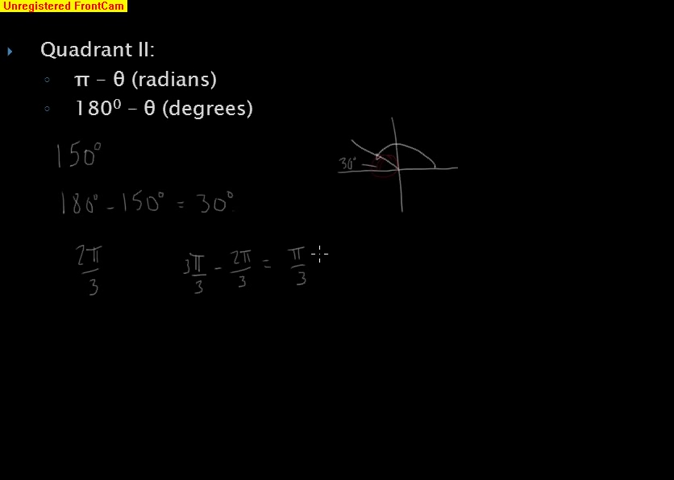 Unregistered FrontCam
Quadrant II:
π – θ (radians)
180⁰ – θ (degrees)
150°
30°
180° - 150° = 30°
2π/3
3π/3 - 2π/3 = π/3